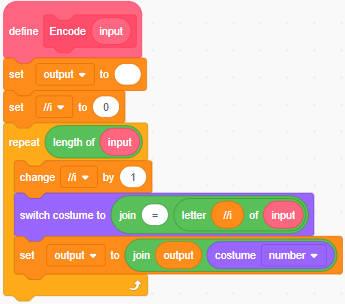 define Encode input
set output to
set //i to 0
repeat length of input
change //i by 1
switch costume to join = letter //i of input
set output to join output costume number